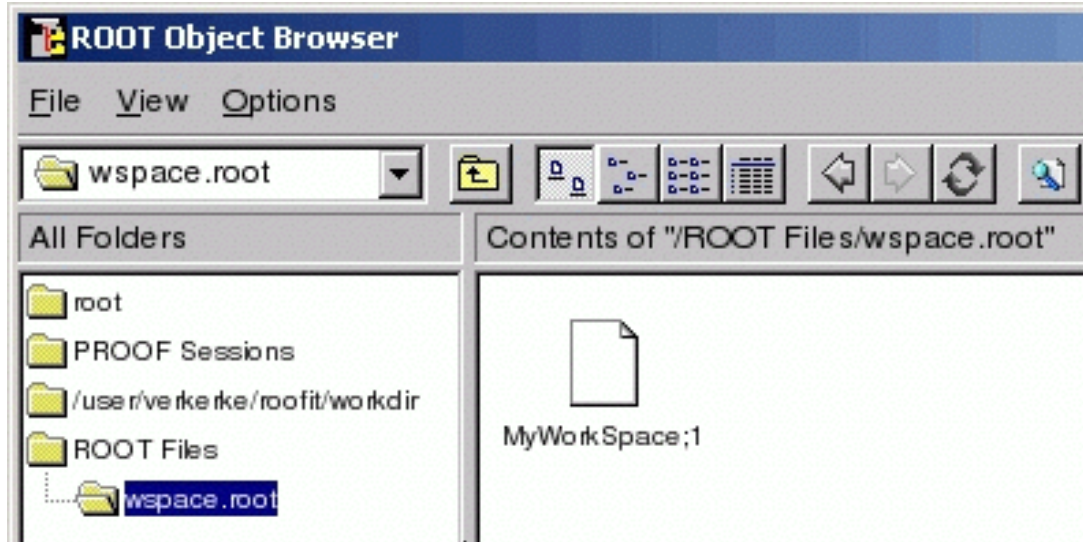 ROOT Object Browser
File View Options
wspace.root
All Folders
Contents of "/ROOT Files/wspace.root"
root
PROOF Sessions
/user/verkerke/roofit/workdir
ROOT Files
wspace.root
MyWorkSpace;1